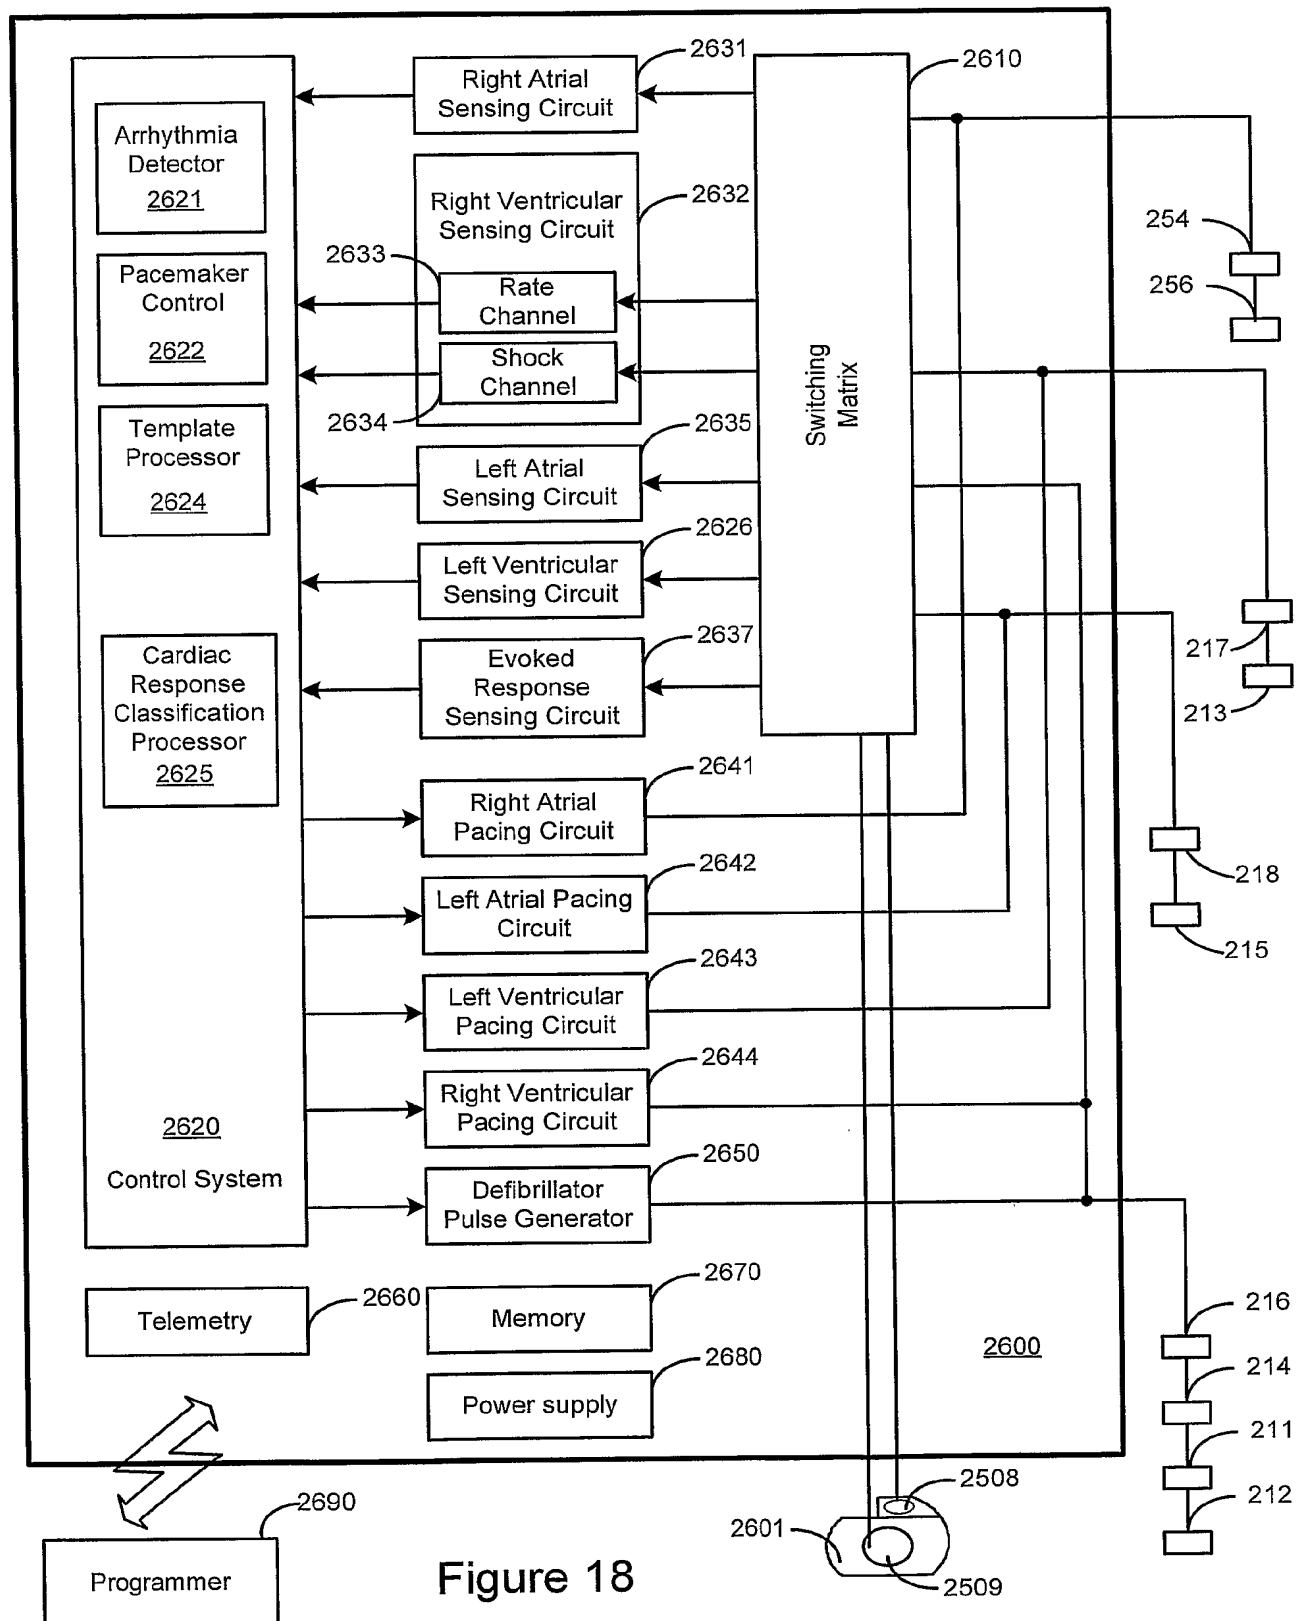 2631
2610
Right Atrial
Sensing Circuit
Arrhythmia
Detector
2621
Right Ventricular
Sensing Circuit
2632
2633
254
Pacemaker
Control
2622
Rate
Channel
256
Shock
Channel
2634
Switching
Matrix
Template
Processor
2624
2635
Left Atrial
Sensing Circuit
2626
Left Ventricular
Sensing Circuit
2637
217
213
Cardiac
Response
Classification
Processor
2625
Evoked
Response
Sensing Circuit
2641
Right Atrial
Pacing Circuit
2642
218
Left Atrial Pacing
Circuit
215
2643
Left Ventricular
Pacing Circuit
2644
Right Ventricular
Pacing Circuit
2620
Control System
2650
Defibrillator
Pulse Generator
2660
Telemetry
2670
Memory
216
2600
2680
Power supply
214
211
212
2508
2690
2601
Programmer
Figure 18
2509